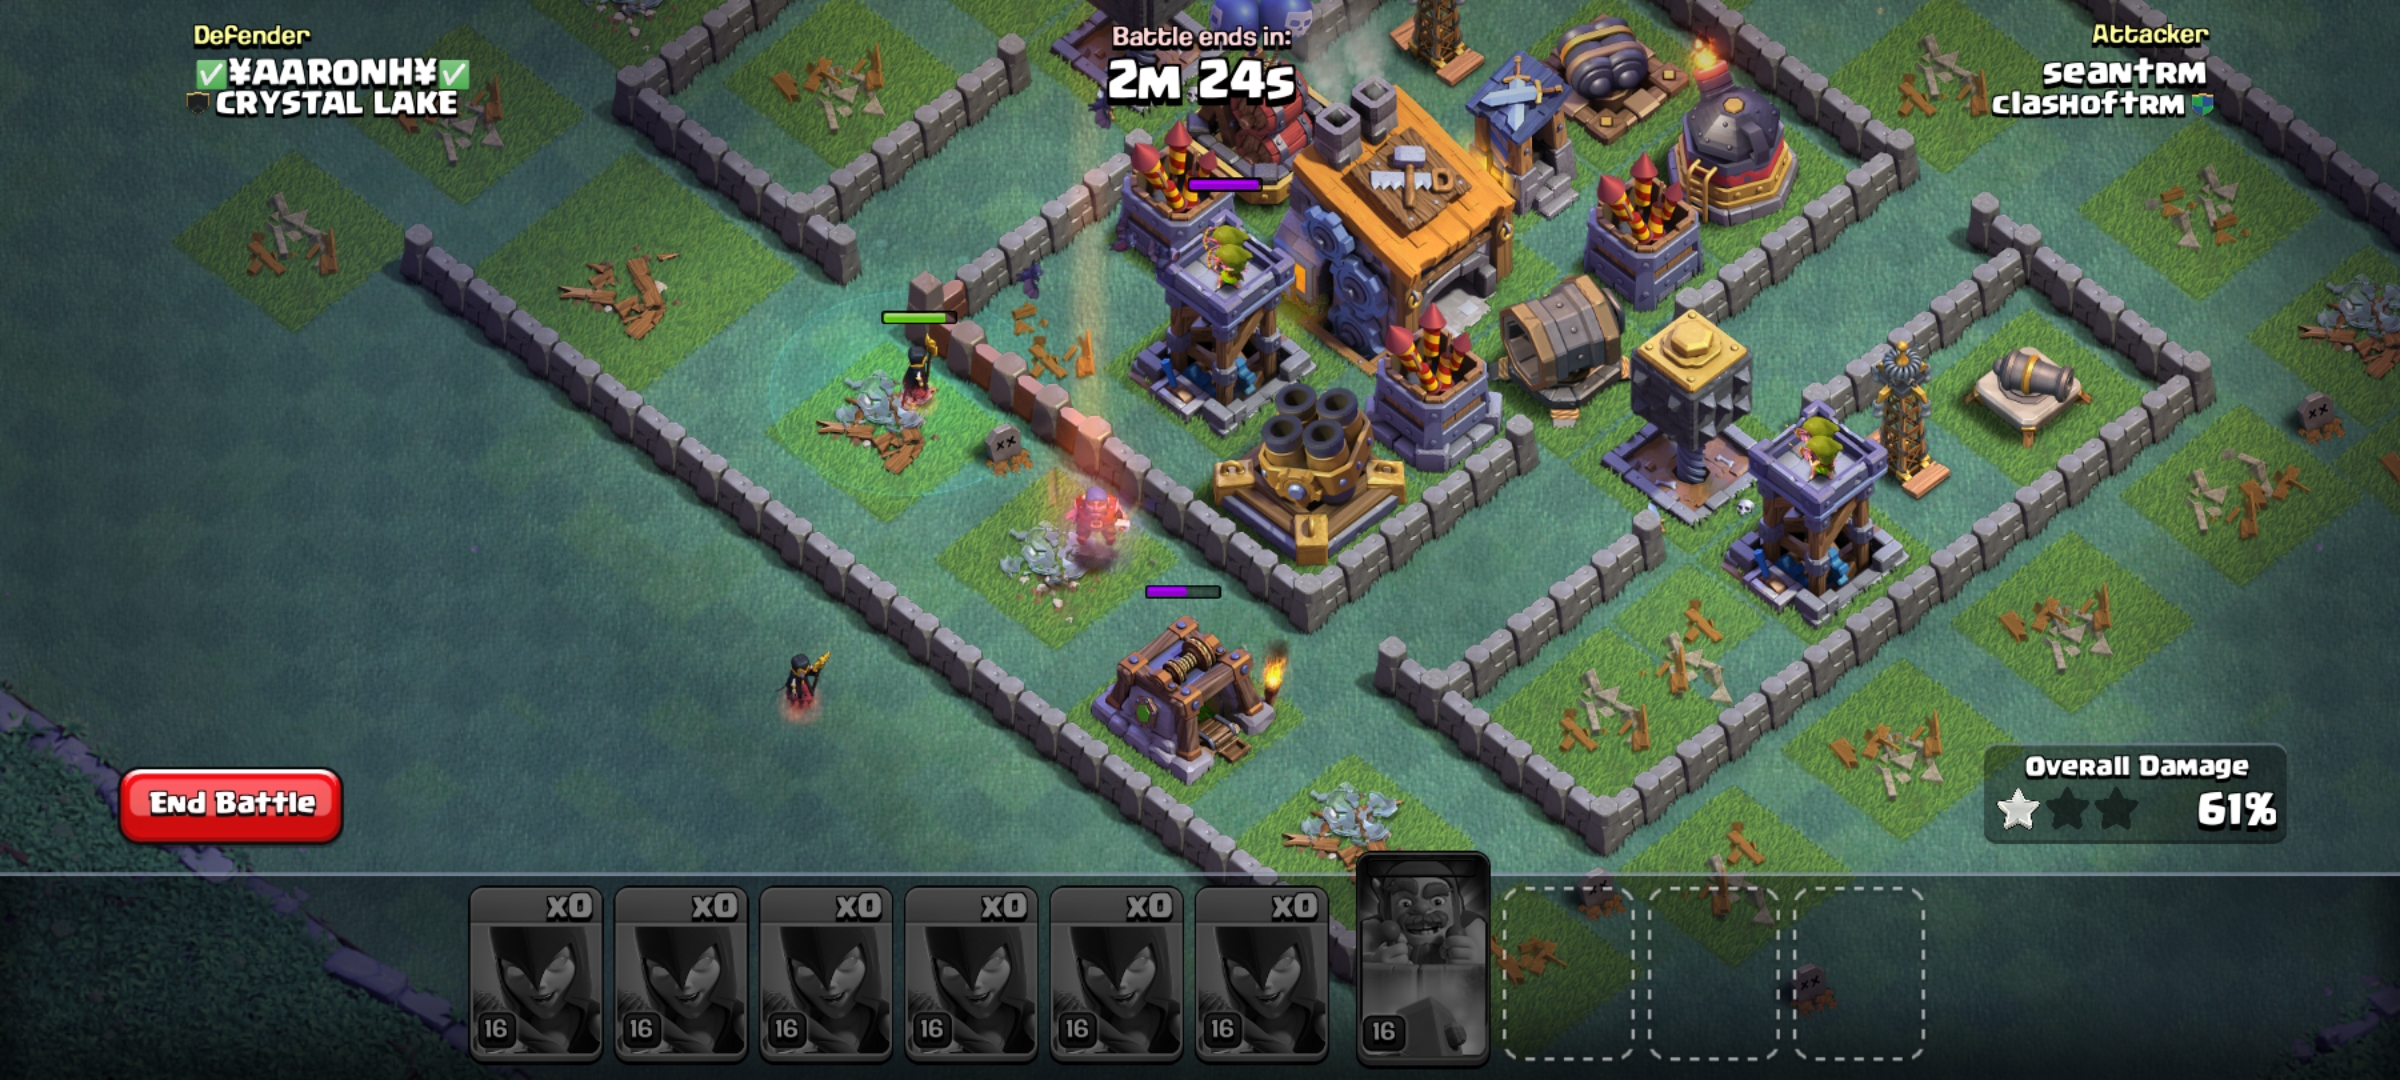 Defender
✅¥AARONH¥✅
CRYSTAL LAKE
Battle ends in:
2M 24s
Attacker
seantRM
clashoftRM
End Battle
Overall Damage
61%
x0
x0
x0
x0
x0
x0
16
16
16
16
16
16
16